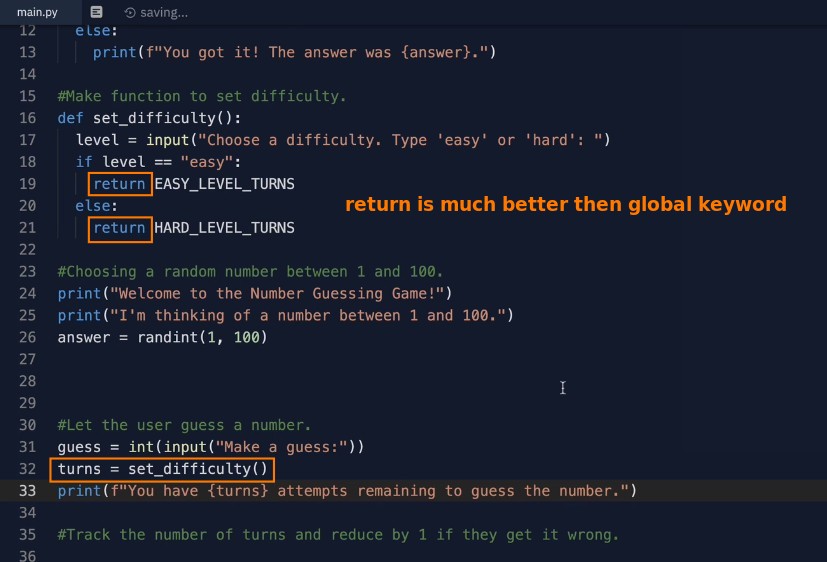 main.py
saving...
12 else:
13 print(f"You got it! The answer was {answer}.")
14
15 #Make function to set difficulty.
16 def set_difficulty():
17 level = input("Choose a difficulty. Type 'easy' or 'hard': ")
18 if level == "easy":
19 return EASY_LEVEL_TURNS
20 else:
return is much better then global keyword
21 return HARD_LEVEL_TURNS
22
23 #Choosing a random number between 1 and 100.
24 print("Welcome to the Number Guessing Game!")
25 print("I'm thinking of a number between 1 and 100.")
26 answer = randint(1, 100)
27
28
29
30 #Let the user guess a number.
31 guess = int(input("Make a guess:"))
32 turns = set_difficulty()
33 print(f"You have {turns} attempts remaining to guess the number.")
34
35 #Track the number of turns and reduce by 1 if they get it wrong.
36